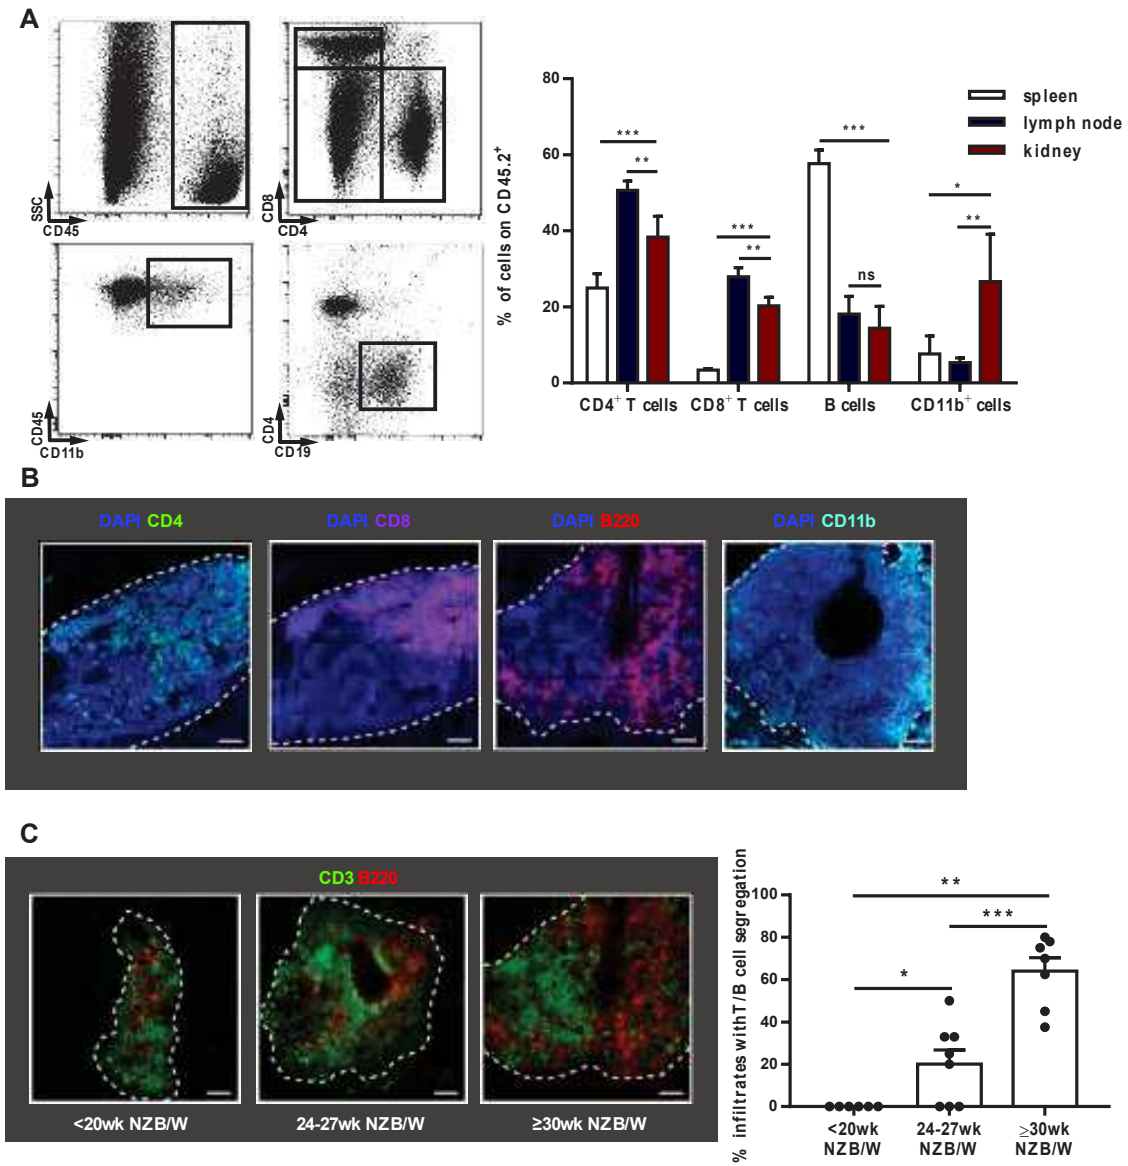 A
SSC
CD45
CD8
CD4
CD45
CD11b
CD4
CD19
% of cells on CD45.2+
80
60
40
20
0
spleen
lymph node
kidney
***
**
***
**
***
ns
*
**
CD4+ T cells
CD8+ T cells
B cells
CD11b+ cells
B
DAPI CD4
DAPI CD8
DAPI B220
DAPI CD11b
C
CD3 B220
<20wk NZB/W
24-27wk NZB/W
≥30wk NZB/W
% infiltrates with T/B cell segregation
100
80
60
40
20
0
**
***
*
<20wk
NZB/W
24-27wk
NZB/W
≥30wk
NZB/W